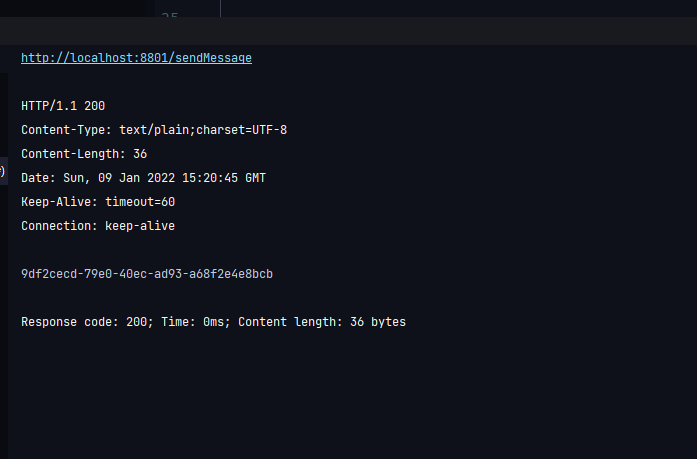 http://localhost:8801/sendMessage
HTTP/1.1 200
Content-Type: text/plain;charset=UTF-8
Content-Length: 36
Date: Sun, 09 Jan 2022 15:20:45 GMT
Keep-Alive: timeout=60
Connection: keep-alive
9df2cecd-79e0-40ec-ad93-a68f2e4e8bcb
Response code: 200; Time: 0ms; Content length: 36 bytes